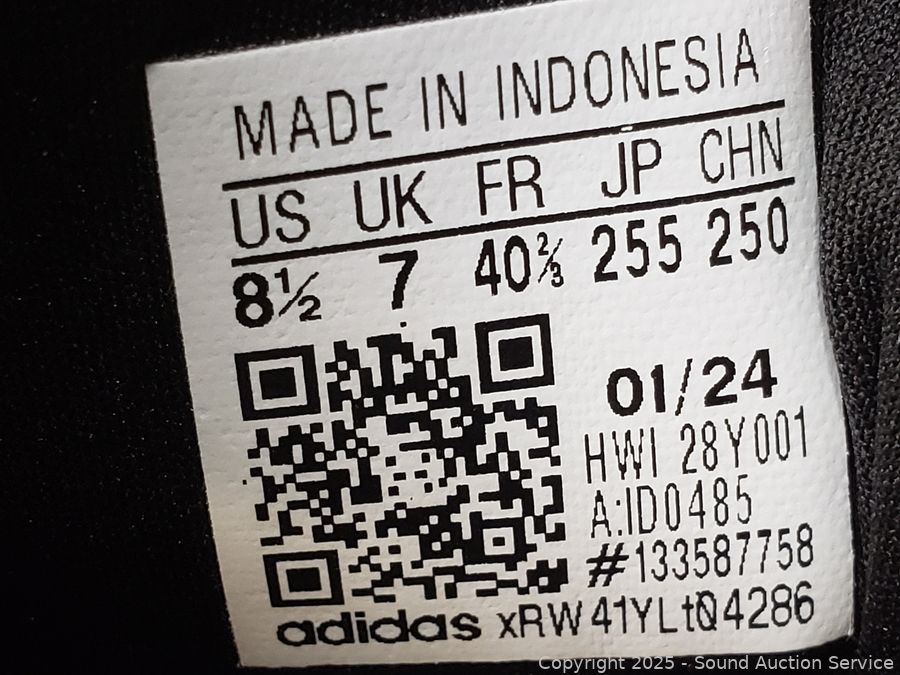 MADE IN INDONESIA
US UK FR JP CHN
8½ 7 40⅔ 255 250
01/24
HWI 28Y001
A:ID0485
#133587758
adidas xRW41YLtQ4286
Copyright 2025 - Sound Auction Service